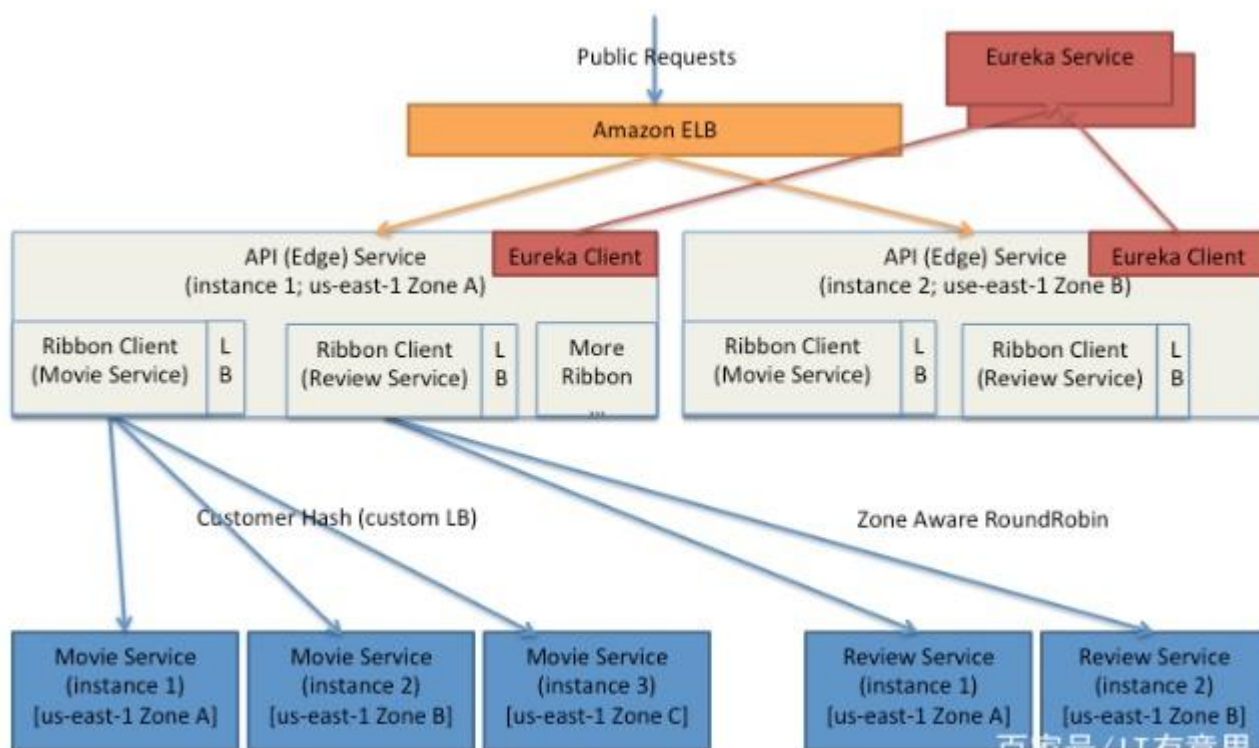 Public Requests
Eureka Service
Amazon ELB
API (Edge) Service
(instance 1; us-east-1 Zone A)
Eureka Client
API (Edge) Service
(instance 2; use-east-1 Zone B)
Eureka Client
Ribbon Client
(Movie Service)
L
B
Ribbon Client
(Review Service)
L
B
More
Ribbon
...
Ribbon Client
(Movie Service)
L
B
Ribbon Client
(Review Service)
L
B
Customer Hash (custom LB)
Zone Aware RoundRobin
Movie Service
(instance 1)
[us-east-1 Zone A]
Movie Service
(instance 2)
[us-east-1 Zone B]
Movie Service
(instance 3)
[us-east-1 Zone C]
Review Service
(instance 1)
[us-east-1 Zone A]
Review Service
(instance 2)
[us-east-1 Zone B]